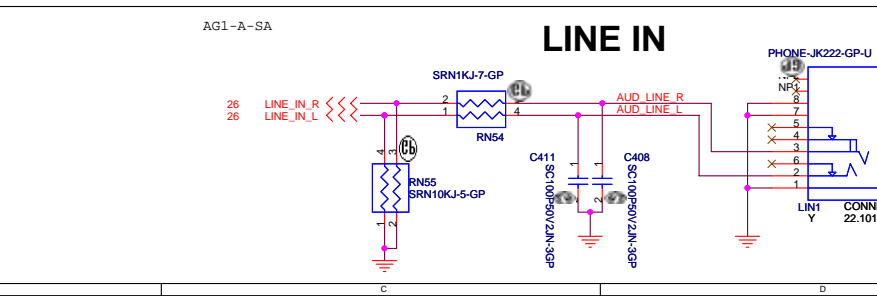 AG1-A-SA
LINE IN
PHONE-JK222-GP-U
SRN1KJ-7-GP
NP1
26 LINE_IN_R
26 LINE_IN_L
2
1
3
4
RN54
AUD_LINE_R
AUD_LINE_L
8
7
5
4
3
6
2
1
4
3
RN55
SRN10KJ-5-GP
1
2
C411
SC100P50V2JN-3GP
1
2
C408
SC100P50V2JN-3GP
1
2
LIN1
Y
CONN
22.101
C
D